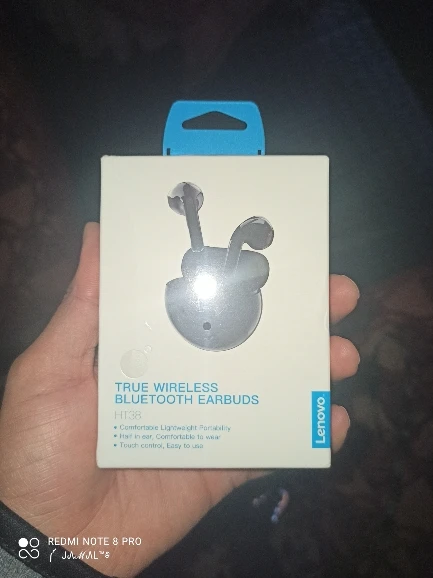 TRUE WIRELESS
BLUETOOTH EARBUDS
HT38
• Comfortable Lightweight Portability
• Half in ear, Comfortable to wear
• Touch control, Easy to use
Lenovo
REDMI NOTE 8 PRO